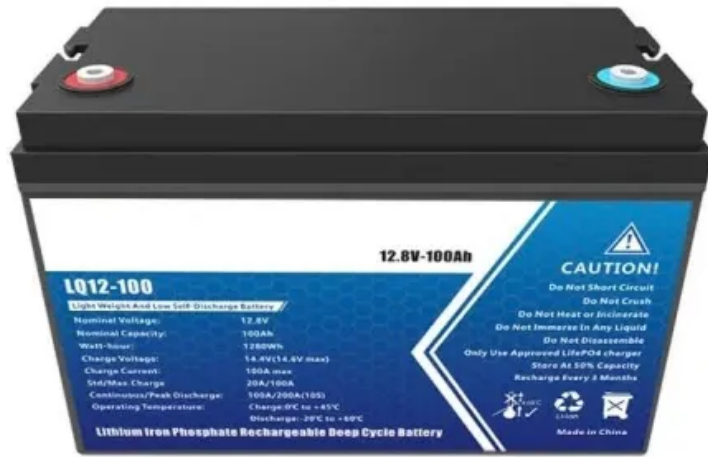 12.8V-100Ah
LQ12-100
Light Weight And Low Self-Discharge Battery
Nominal Voltage: 12.8V
Nominal Capacity: 100Ah
Watt-hour: 1280Wh
Charge Voltage: 14.4V(14.6V max)
Charge Current: 100A max
Std/Max.Charge 20A/100A
Continuous/Peak Discharge: 100A/200A(10S)
Operating Temperature: Charge:0℃ to +45℃
Discharge:-20℃ to +60℃
Lithium Iron Phosphate Rechargeable Deep Cycle Battery
CAUTION!
Do Not Short Circuit
Do Not Crush
Do Not Heat or Incinerate
Do Not Immerse In Any Liquid
Do Not Disassemble
Only Use Approved LifePO4 charger
Store At 50% Capacity
Recharge Every 3 Months
Li-ion
Made in China